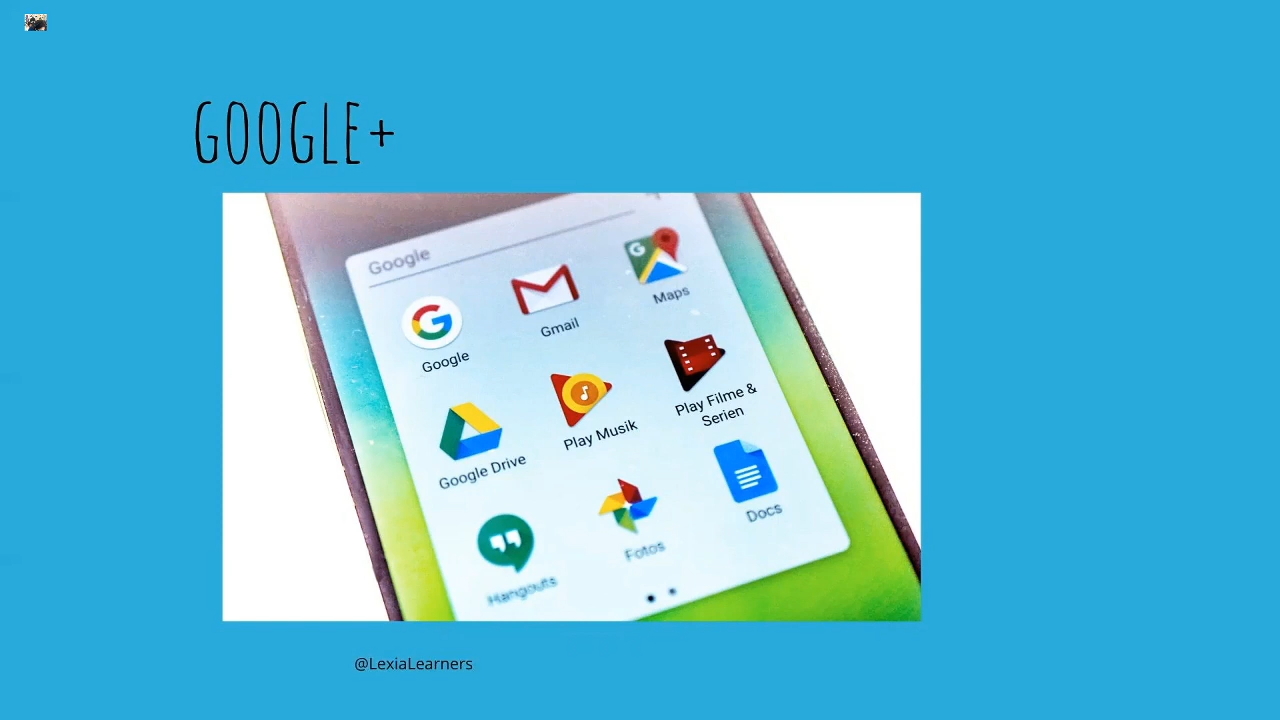 GOOGLE+
Google
Google
Gmail
Maps
Google Drive
Play Musik
Play Filme &
Serien
Hangouts
Fotos
Docs
@LexiaLearners